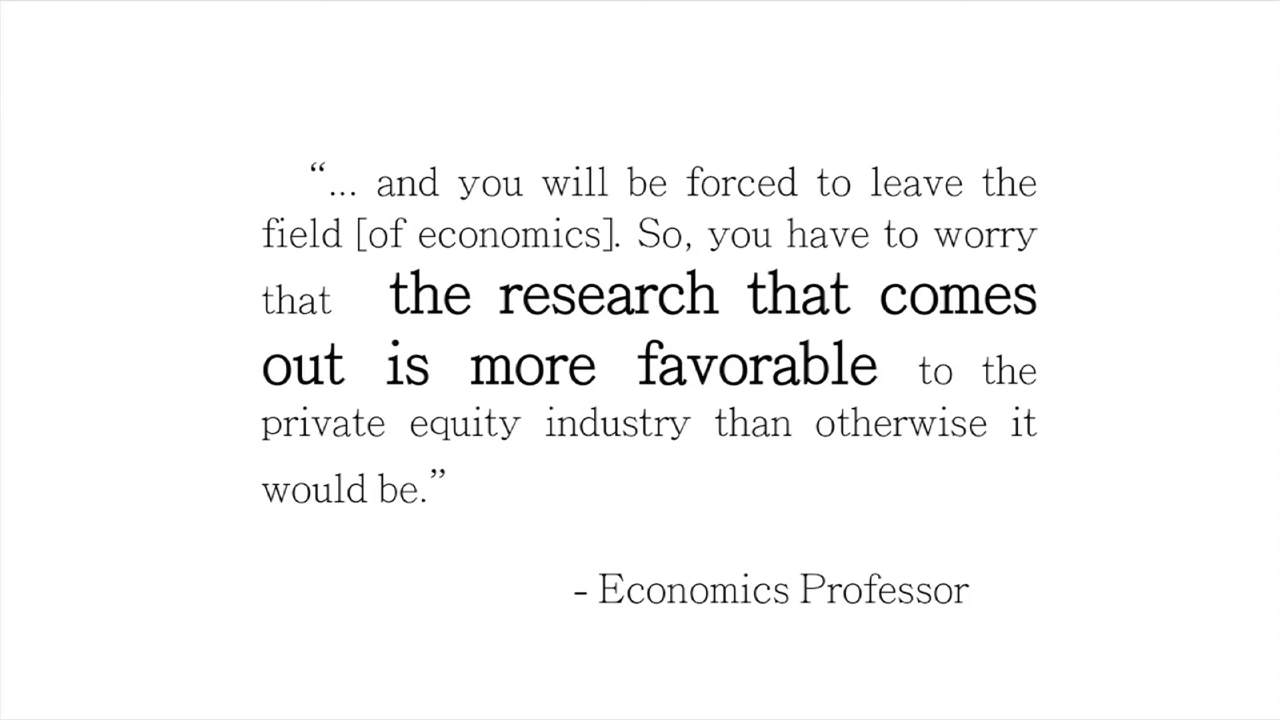 “... and you will be forced to leave the
field [of economics]. So, you have to worry
that the research that comes
out is more favorable to the
private equity industry than otherwise it
would be.”
- Economics Professor